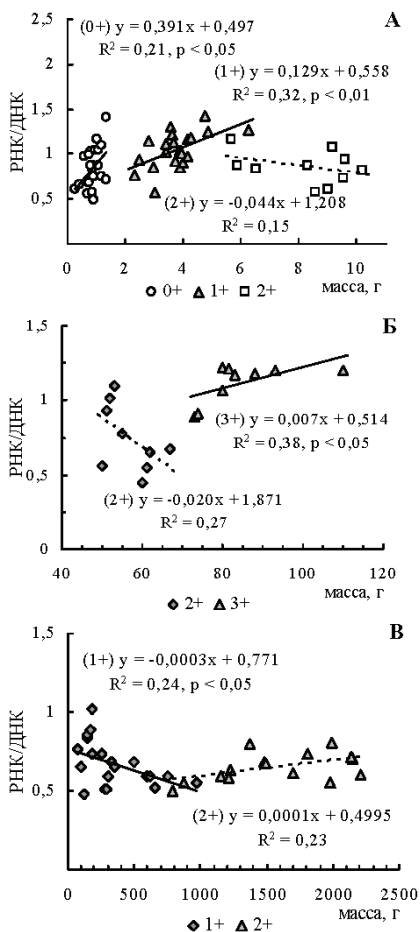 А
(0+) y = 0,391x + 0,497
R² = 0,21, p < 0,05
(1+) y = 0,129x + 0,558
R² = 0,32, p < 0,01
РНК/ДНК
2,5
2
1,5
1
0,5
0
(2+) y = -0,044x + 1,208
R² = 0,15
0 2 4 6 8 10
масса, г
0+ 1+ 2+
Б
РНК/ДНК
1,5
1
0,5
0
(3+) y = 0,007x + 0,514
R² = 0,38, p < 0,05
(2+) y = -0,020x + 1,871
R² = 0,27
40 60 80 100 120
масса, г
2+ 3+
В
РНК/ДНК
1,5
1
0,5
0
(1+) y = -0,0003x + 0,771
R² = 0,24, p < 0,05
(2+) y = 0,0001x + 0,4995
R² = 0,23
0 500 1000 1500 2000 2500
масса, г
1+ 2+